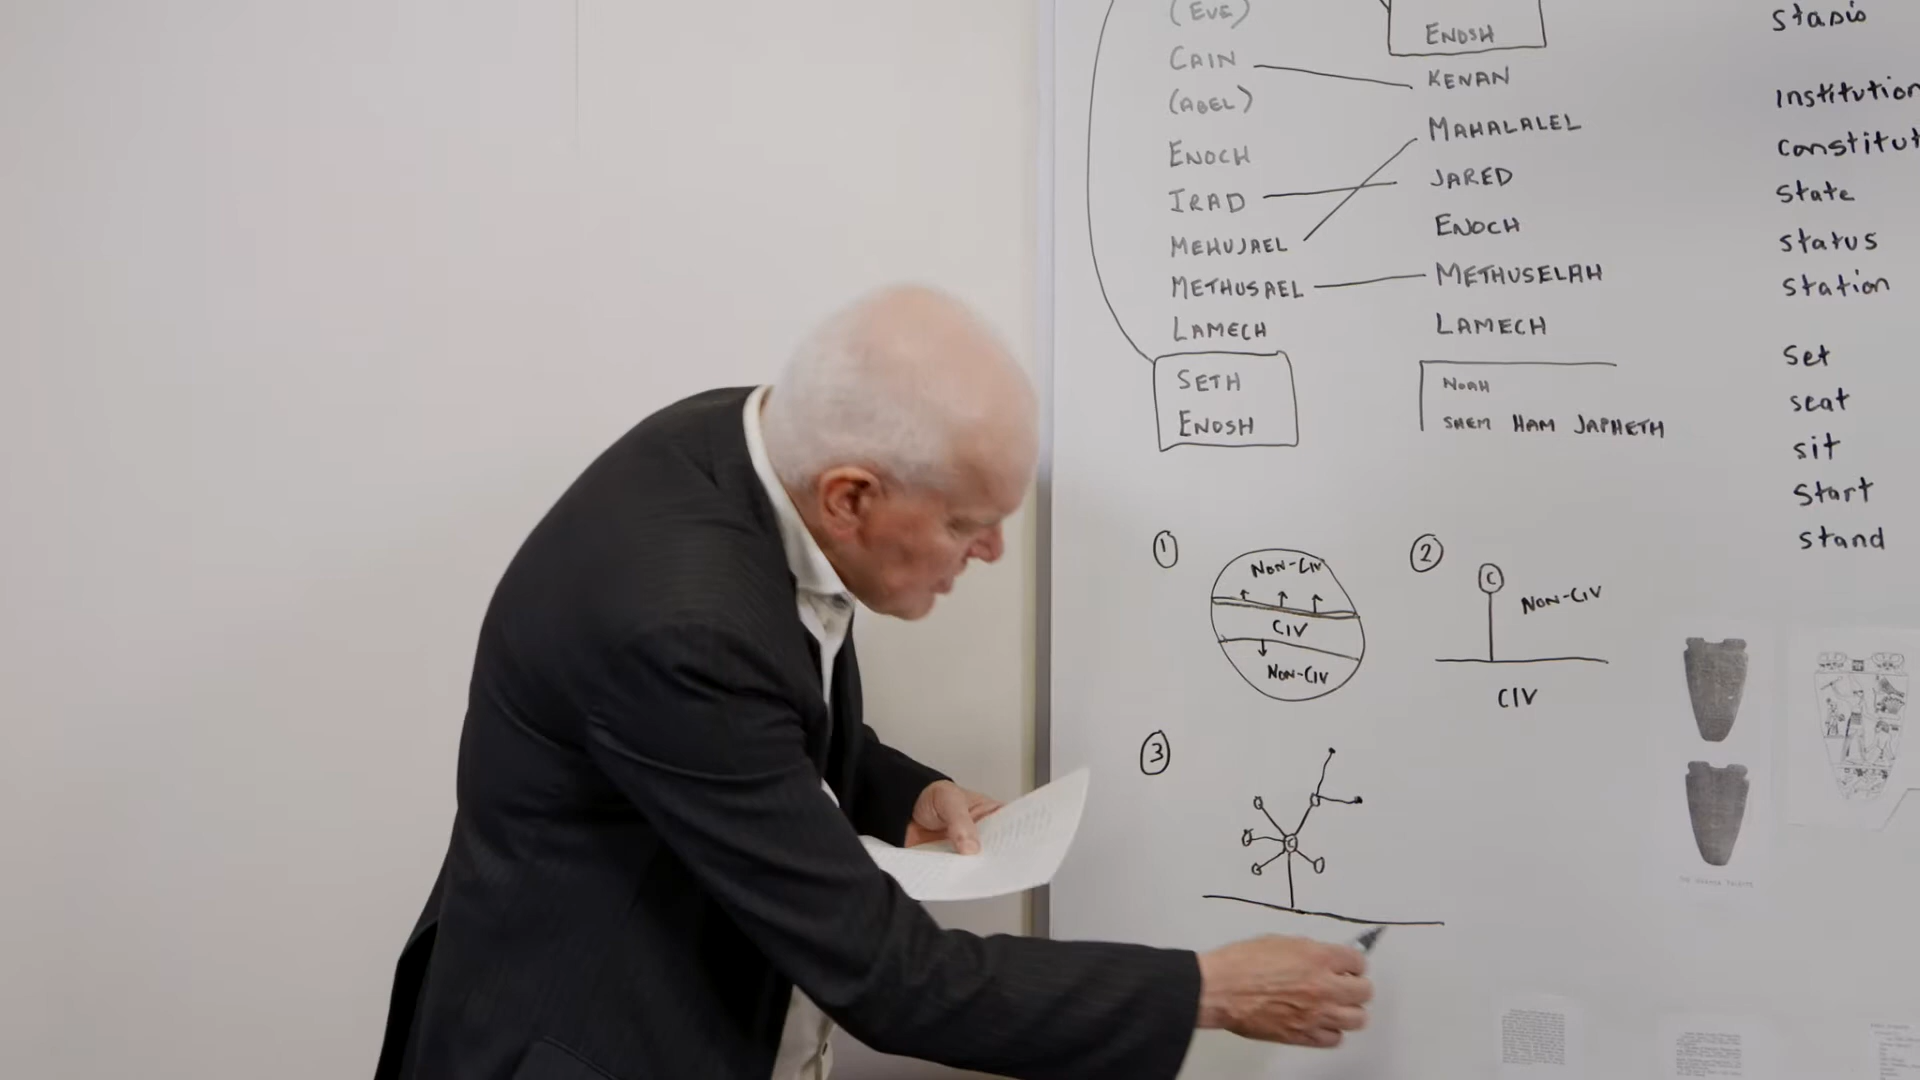 (EVE)
CAIN
(ABEL)
ENOCH
IRAD
MEHUJAEL
METHUSAEL
LAMECH
SETH
ENOSH
ENOSH
KENAN
MAHALALEL
JARED
ENOCH
METHUSELAH
LAMECH
NOAH
SHEM HAM JAPHETH
Stasis
Institution
Constitut
State
Status
Station
Set
seat
sit
Start
stand
1
NON-CIV
CIV
NON-CIV
2
C
NON-CIV
CIV
3
C